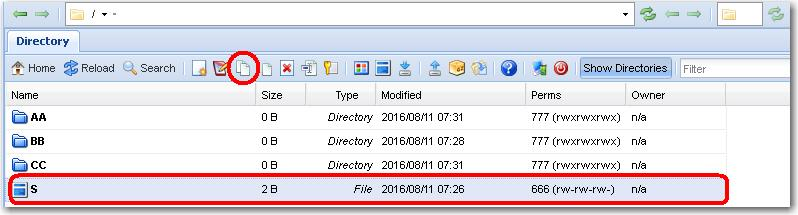 / -
Directory
Home Reload Search Show Directories Filter
Name Size Type Modified Perms Owner
AA 0 B Directory 2016/08/11 07:31 777 (rwxrwxrwx) n/a
BB 0 B Directory 2016/08/11 07:28 777 (rwxrwxrwx) n/a
CC 0 B Directory 2016/08/11 07:31 777 (rwxrwxrwx) n/a
S 2 B File 2016/08/11 07:26 666 (rw-rw-rw-) n/a